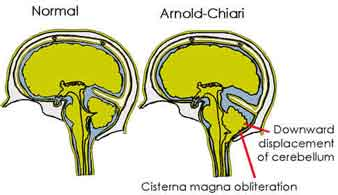 Normal
Arnold-Chiari
Downward
displacement
of cerebellum
Cisterna magna obliteration